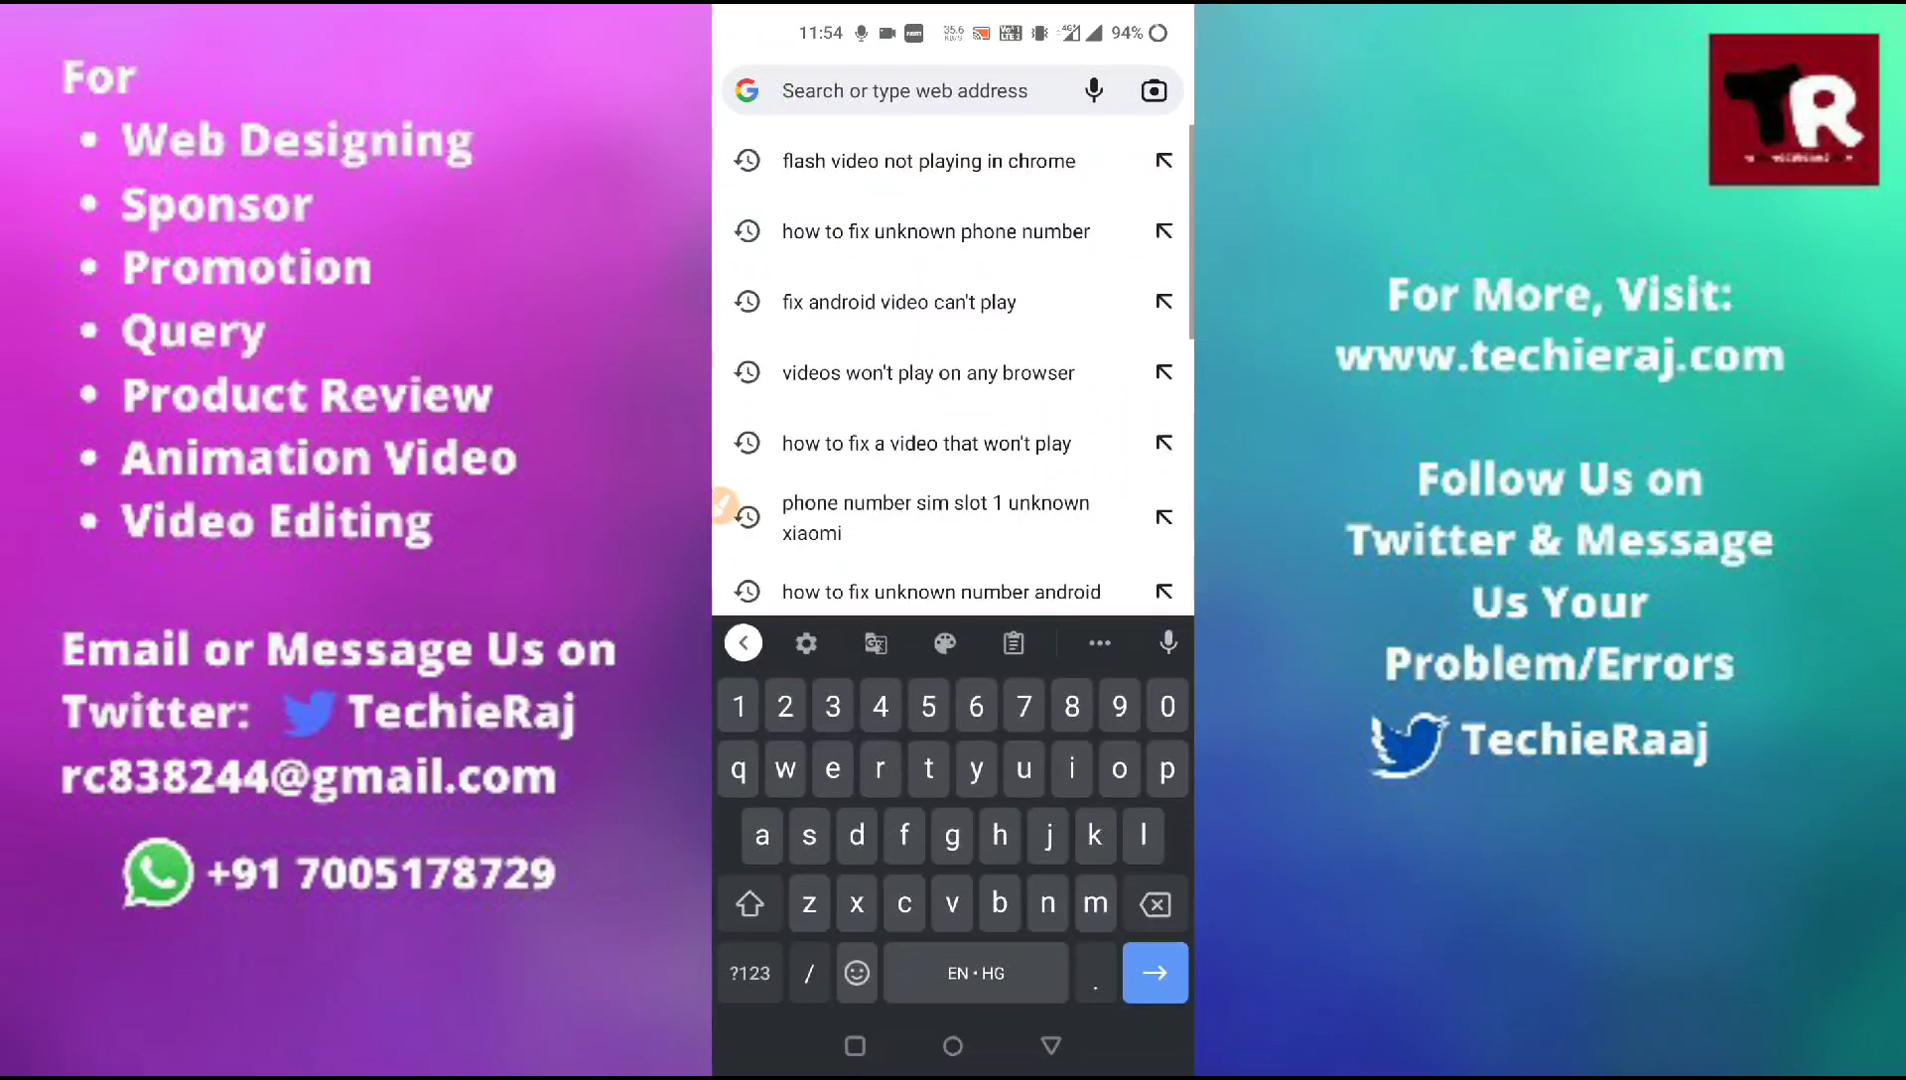 For
• Web Designing
• Sponsor
• Promotion
• Query
• Product Review
• Animation Video
• Video Editing
Email or Message Us on
Twitter: TechieRaj
rc838244@gmail.com
+91 7005178729
11:54
35.6
KB/S
4G+
94%
Search or type web address
flash video not playing in chrome
how to fix unknown phone number
fix android video can't play
videos won't play on any browser
how to fix a video that won't play
phone number sim slot 1 unknown
xiaomi
how to fix unknown number android
1 2 3 4 5 6 7 8 9 0
q w e r t y u i o p
a s d f g h j k l
z x c v b n m
?123 / EN • HG .
TR
For More, Visit:
www.techieraj.com
Follow Us on
Twitter & Message
Us Your
Problem/Errors
TechieRaaj